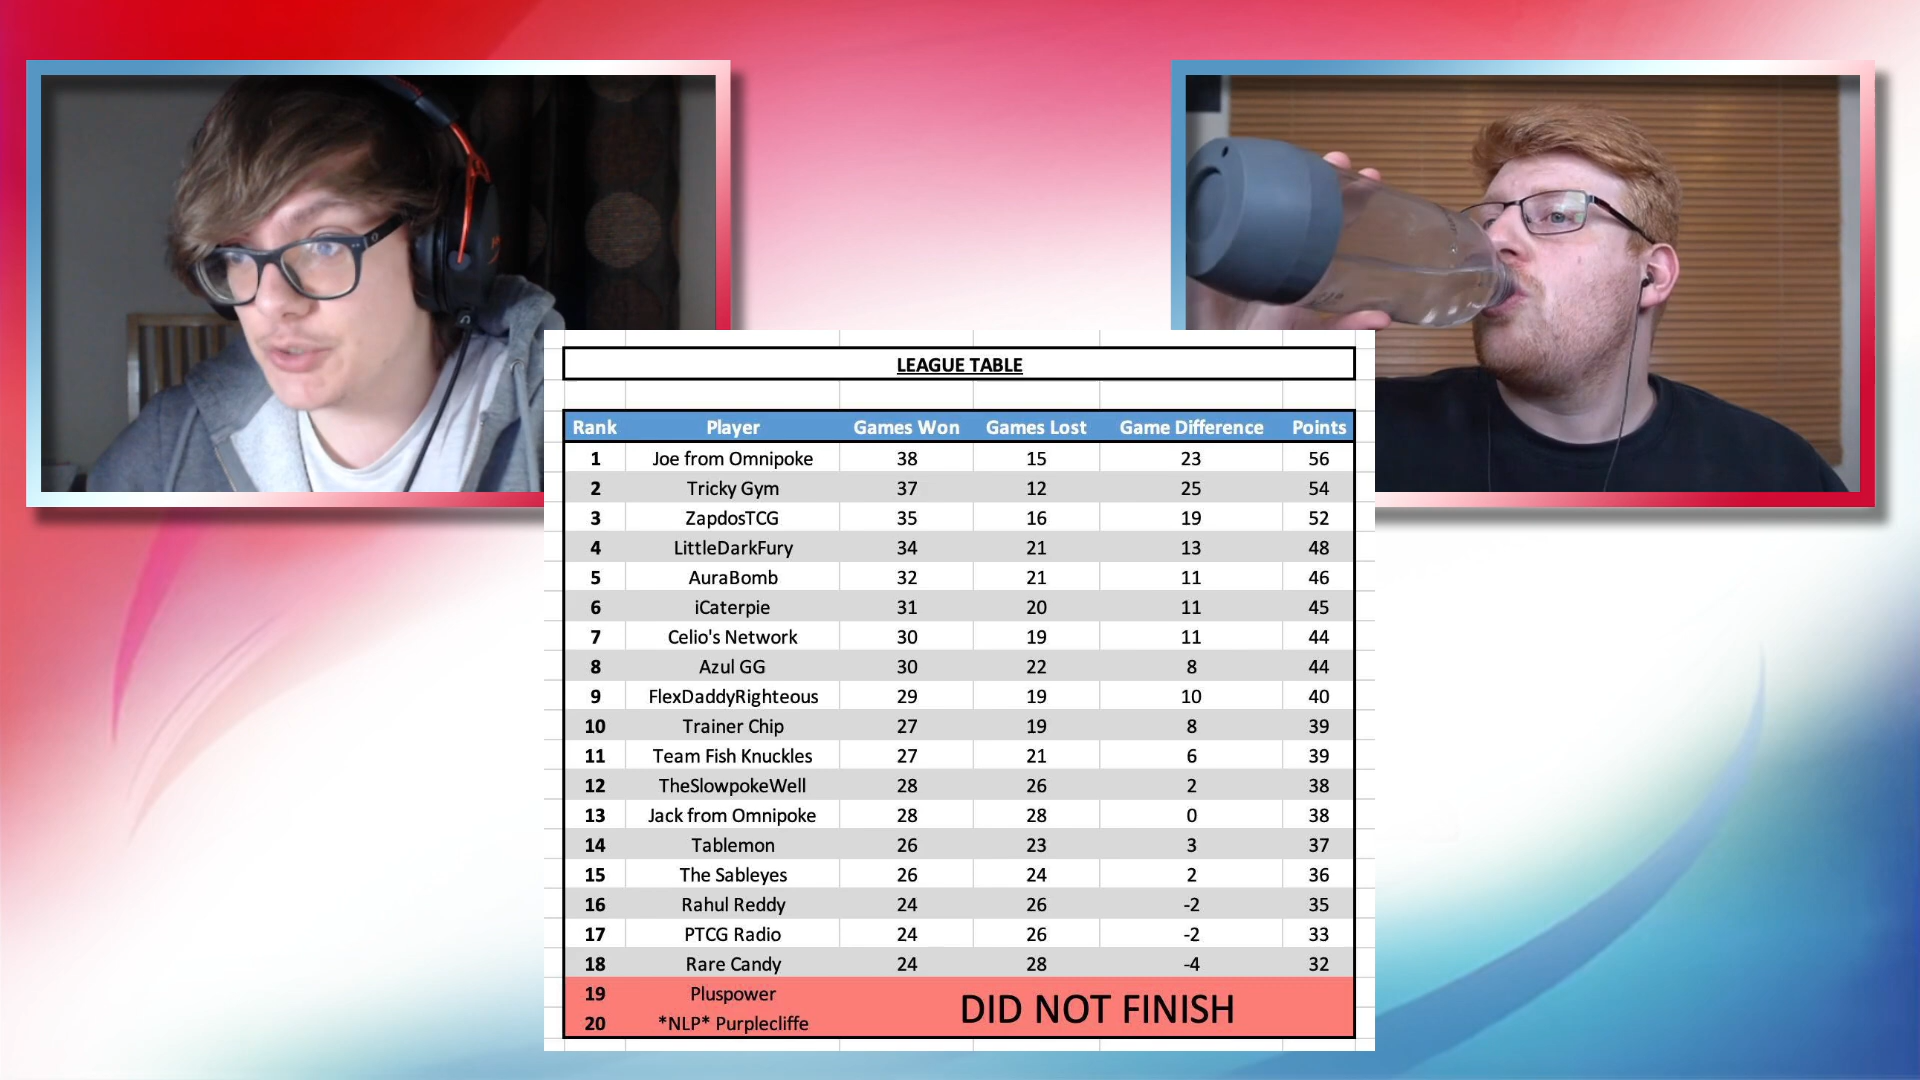 LEAGUE TABLE
Rank Player Games Won Games Lost Game Difference Points
1 Joe from Omnipoke 38 15 23 56
2 Tricky Gym 37 12 25 54
3 ZapdosTCG 35 16 19 52
4 LittleDarkFury 34 21 13 48
5 AuraBomb 32 21 11 46
6 iCaterpie 31 20 11 45
7 Celio's Network 30 19 11 44
8 Azul GG 30 22 8 44
9 FlexDaddyRighteous 29 19 10 40
10 Trainer Chip 27 19 8 39
11 Team Fish Knuckles 27 21 6 39
12 TheSlowpokeWell 28 26 2 38
13 Jack from Omnipoke 28 28 0 38
14 Tablemon 26 23 3 37
15 The Sableyes 26 24 2 36
16 Rahul Reddy 24 26 -2 35
17 PTCG Radio 24 26 -2 33
18 Rare Candy 24 28 -4 32
19 Pluspower
DID NOT FINISH
20 *NLP* Purplecliffe